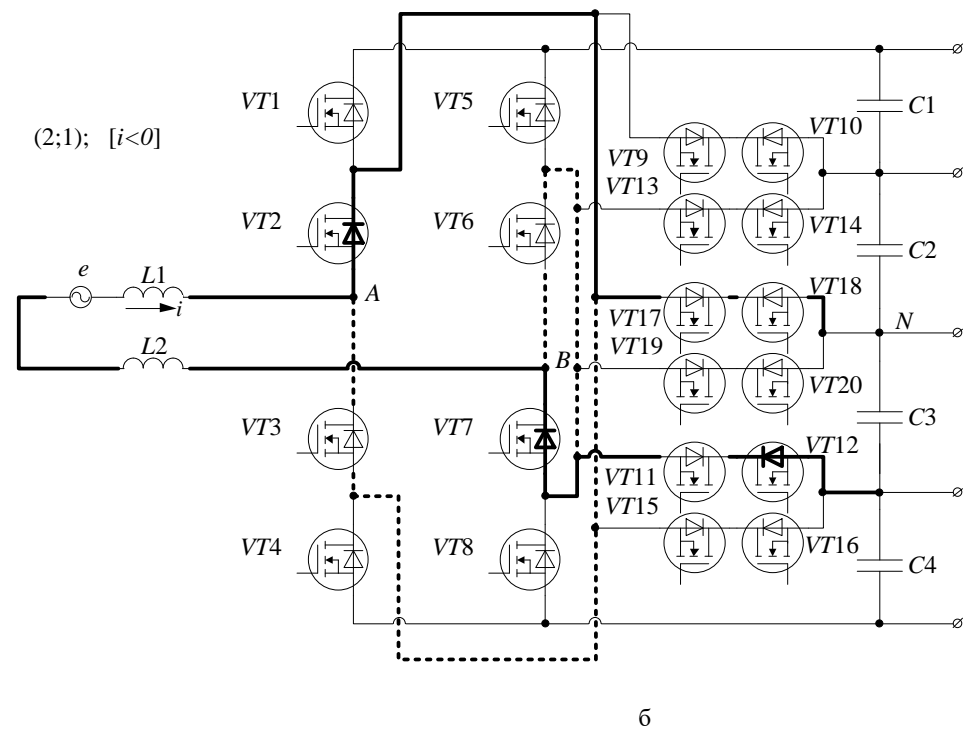 VT1
VT5
C1
(2;1); [i<0]
VT10
VT9
VT13
VT2
VT6
VT14
C2
e
L1
i
A
VT18
VT17
N
VT19
L2
B
VT20
C3
VT3
VT7
VT12
VT11
VT15
VT4
VT8
VT16
C4
б